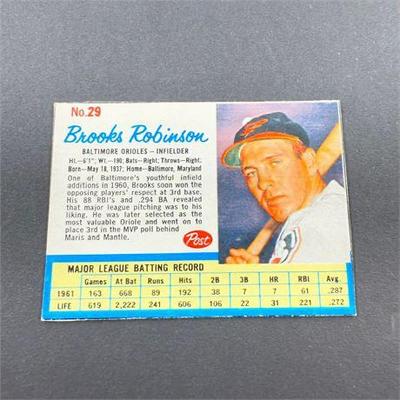 No.29
Brooks Robinson
BALTIMORE ORIOLES — INFIELDER
Ht.—6'1"; Wt.—190; Bats—Right; Throws—Right;
Born—May 18, 1937; Home—Baltimore, Maryland
One of Baltimore's youthful infield
additions in 1960, Brooks soon won the
opposing players' respect at 3rd base.
His 88 RBI's and .294 BA revealed
that major league pitching was to his
liking. He was later selected as the
most valuable Oriole and went on to
place 3rd in the MVP poll behind
Maris and Mantle.
Post
MAJOR LEAGUE BATTING RECORD
Games At Bat Runs Hits 2B 3B HR RBI Avg.
1961 163 668 89 192 38 7 7 61 .287
LIFE 619 2,222 241 606 106 22 31 221 .272